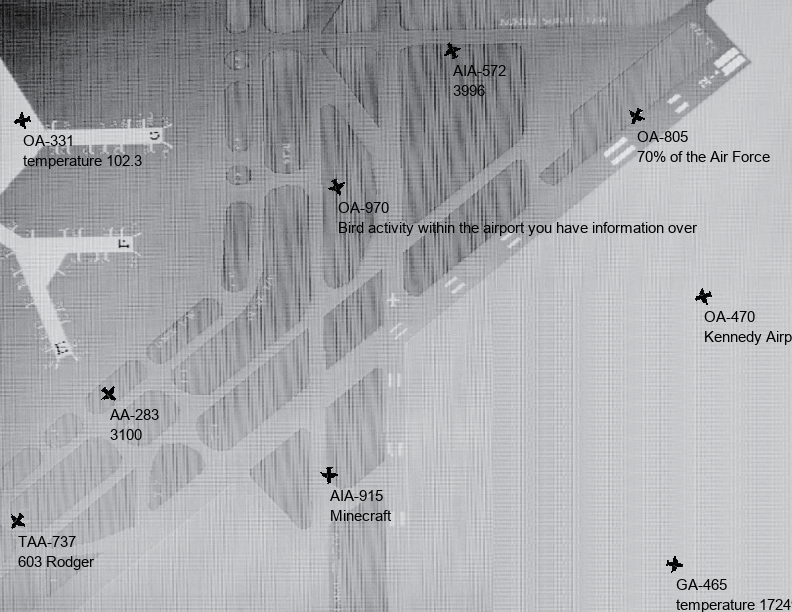 AIA-572
3996
OA-331
temperature 102.3
OA-805
70% of the Air Force
OA-970
Bird activity within the airport you have information over
OA-470
Kennedy Airp
AA-283
3100
AIA-915
Minecraft
TAA-737
603 Rodger
GA-465
temperature 1724